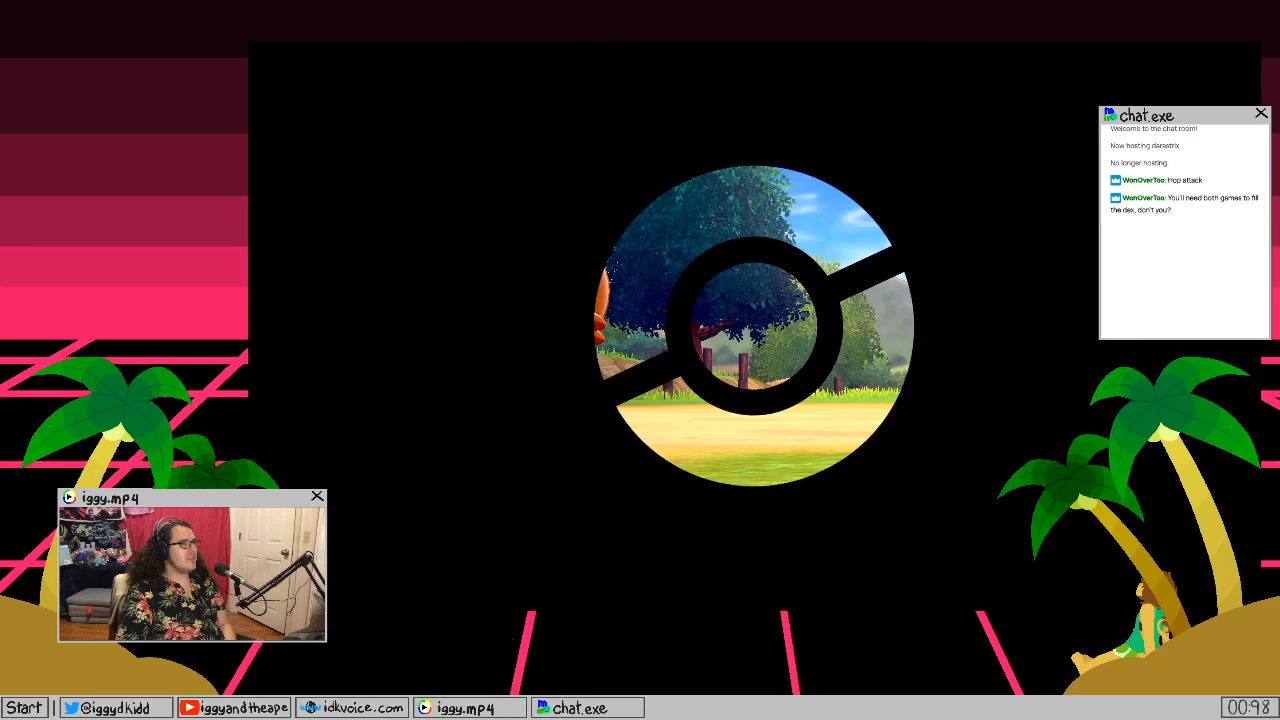 chat.exe
Welcome to the chat room!
Now hosting darastrix
No longer hosting.
WonOverToo: Hop attack
WonOverToo: You'll need both games to fill
the dex, don't you?
iggy.mp4
Start | @iggydkidd iggyandtheape idkvoice.com iggy.mp4 chat.exe 00:98